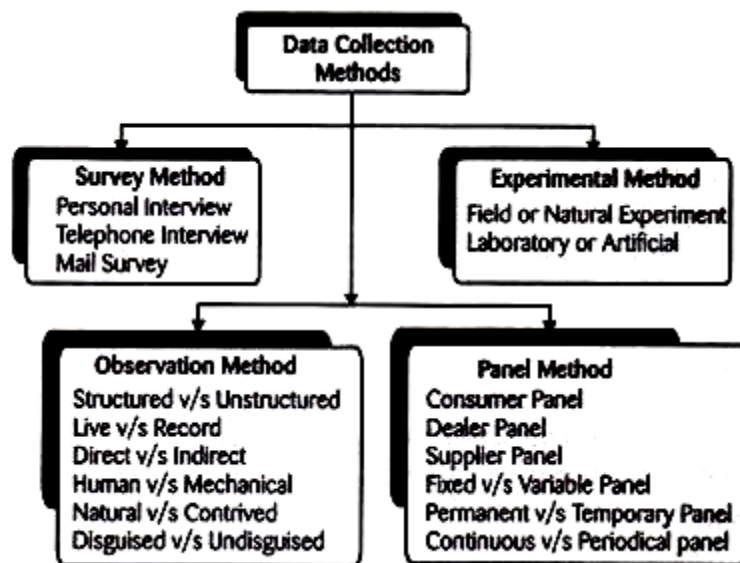 Data Collection
Methods
Survey Method
Personal Interview
Telephone Interview
Mail Survey
Experimental Method
Field or Natural Experiment
Laboratory or Artificial
Observation Method
Structured v/s Unstructured
Live v/s Record
Direct v/s Indirect
Human v/s Mechanical
Natural v/s Contrived
Disguised v/s Undisguised
Panel Method
Consumer Panel
Dealer Panel
Supplier Panel
Fixed v/s Variable Panel
Permanent v/s Temporary Panel
Continuous v/s Periodical panel